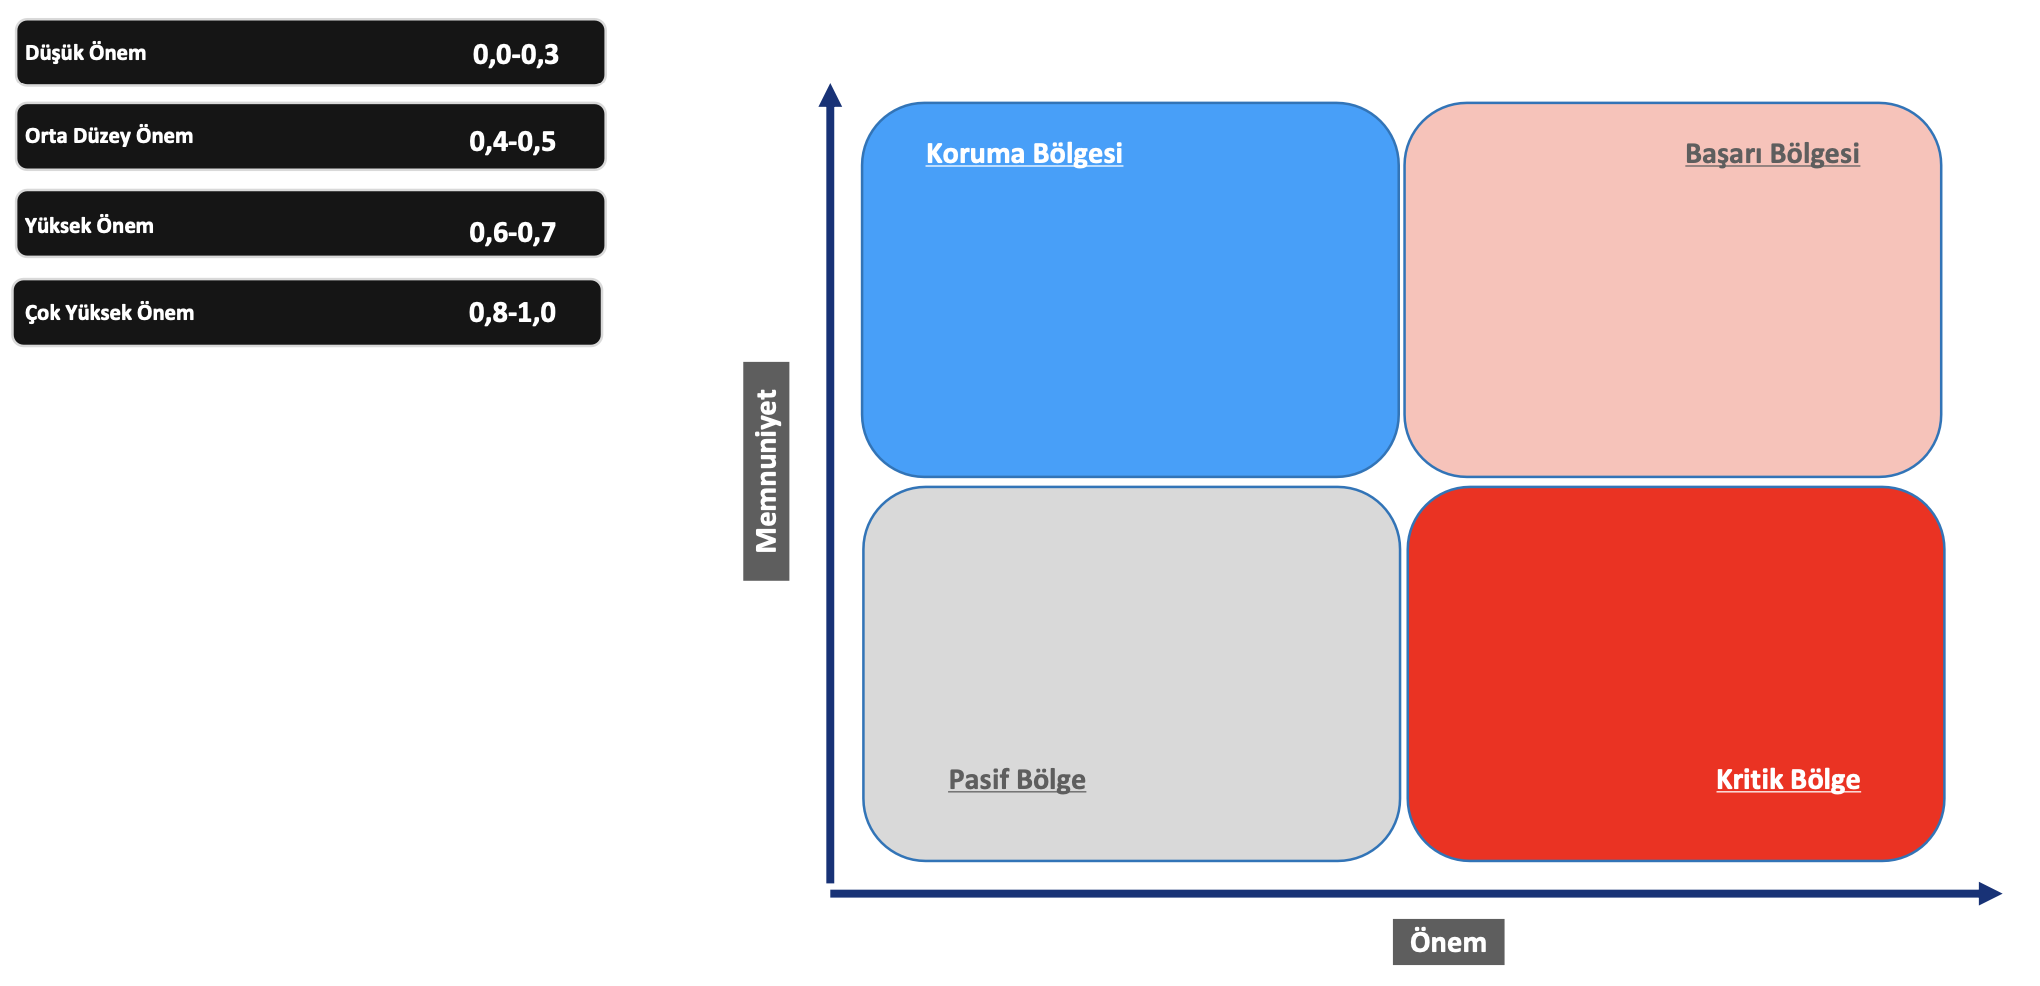 Düşük Önem 0,0-0,3
Orta Düzey Önem 0,4-0,5
Yüksek Önem 0,6-0,7
Çok Yüksek Önem 0,8-1,0
Koruma Bölgesi
Başarı Bölgesi
Memnuniyet
Pasif Bölge
Kritik Bölge
Önem